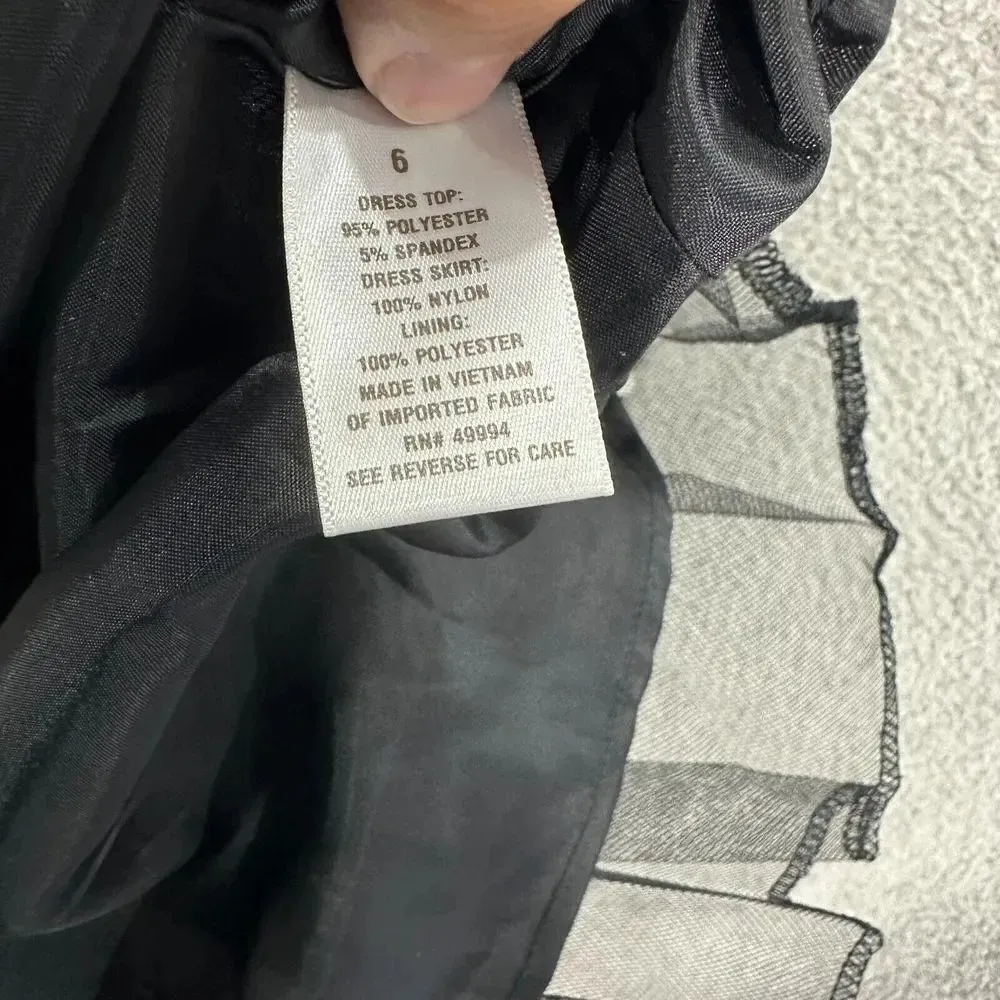 6
DRESS TOP:
95% POLYESTER
5% SPANDEX
DRESS SKIRT:
100% NYLON
LINING:
100% POLYESTER
MADE IN VIETNAM
OF IMPORTED FABRIC
RN# 49994
SEE REVERSE FOR CARE